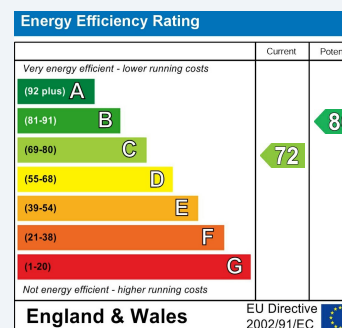 Energy Efficiency Rating
Current
Very energy efficient - lower running costs
(92 plus) A
(81-91) B
(69-80) C
72
(55-68) D
(39-54) E
(21-38) F
(1-20) G
Not energy efficient - higher running costs
England & Wales
EU Directive
2002/91/EC